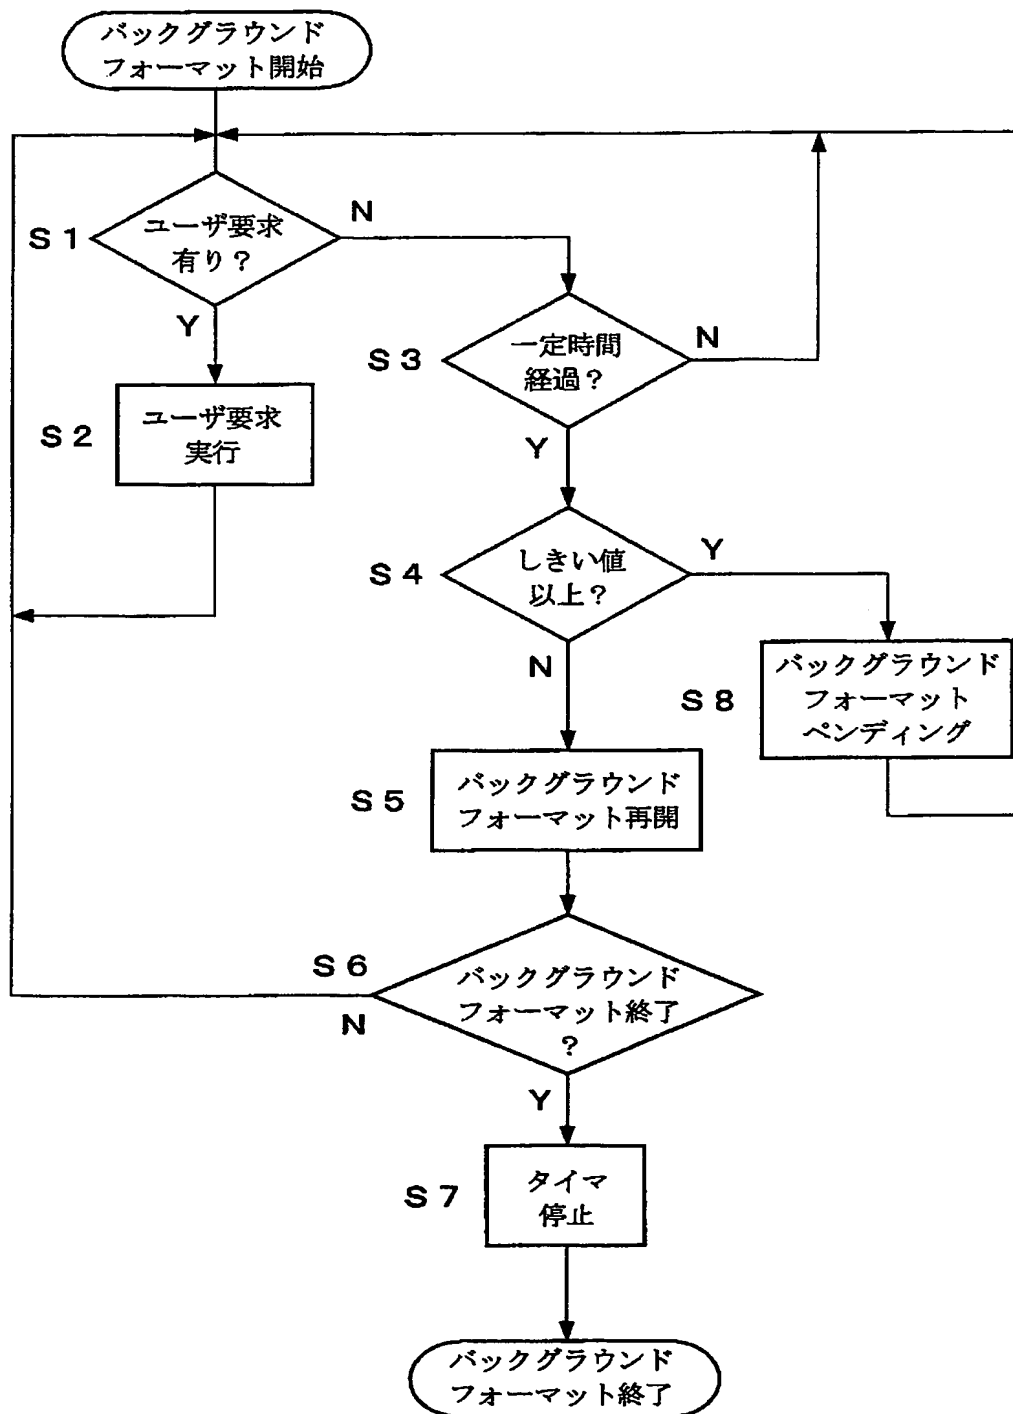 バックグラウンド
フォーマット開始
S1
ユーザ要求
有り？
N
Y
S2
ユーザ要求
実行
S3
一定時間
経過？
N
Y
S4
しきい値
以上？
Y
N
S8
バックグラウンド
フォーマット
ペンディング
S5
バックグラウンド
フォーマット再開
S6
バックグラウンド
フォーマット終了
？
N
Y
S7
タイマ
停止
バックグラウンド
フォーマット終了